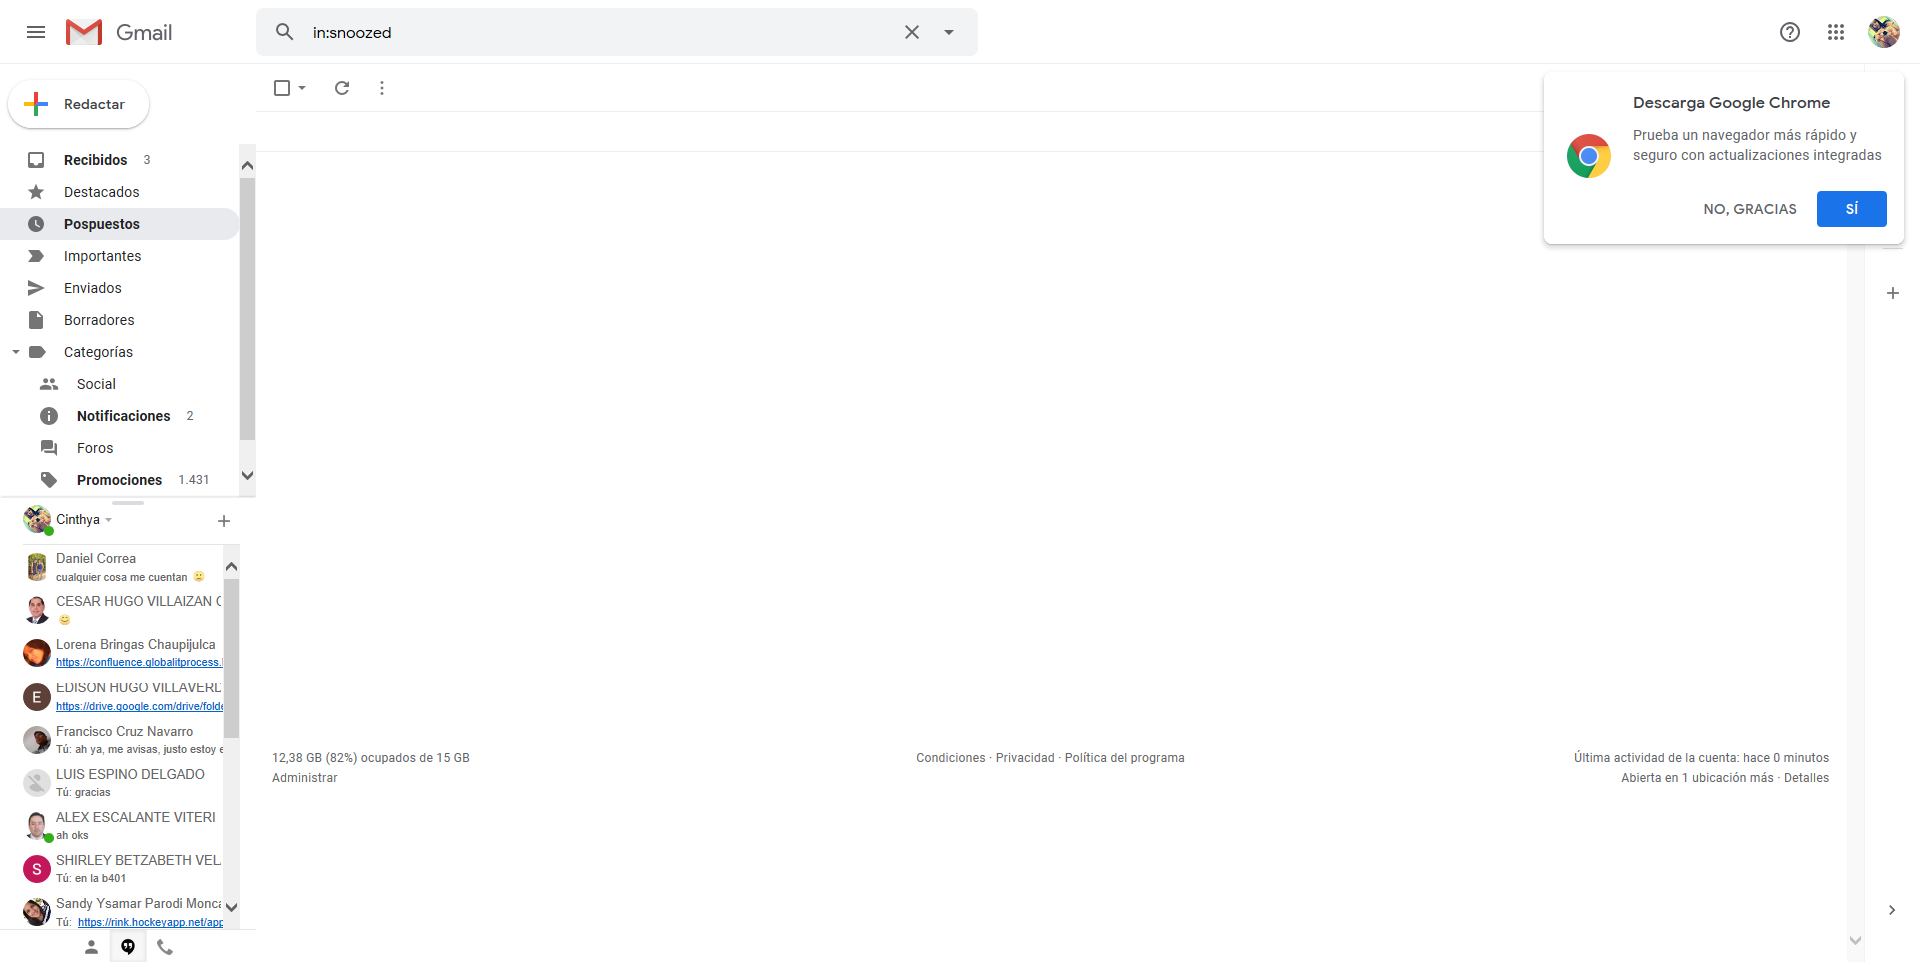 Gmail
in:snoozed
Redactar
Recibidos 3
Destacados
Pospuestos
Importantes
Enviados
Borradores
Categorías
Social
Notificaciones 2
Foros
Promociones 1.431
Descarga Google Chrome
Prueba un navegador más rápido y
seguro con actualizaciones integradas
NO, GRACIAS SÍ
Cinthya
Daniel Correa
cualquier cosa me cuentan
CESAR HUGO VILLAIZAN
Lorena Bringas Chaupijulca
https://confluence.globalitprocess.
E
EDISON HUGO VILLAVER
https://drive.google.com/drive/folde
Francisco Cruz Navarro
Tú: ah ya, me avisas, justo estoy e
LUIS ESPINO DELGADO
Tú: gracias
ALEX ESCALANTE VITERI
ah oks
S
SHIRLEY BETZABETH VEL
Tú: en la b401
Sandy Ysamar Parodi Monca
Tú: https://rink.hockeyapp.net/app
12,38 GB (82%) ocupados de 15 GB
Administrar
Condiciones · Privacidad · Política del programa
Última actividad de la cuenta: hace 0 minutos
Abierta en 1 ubicación más · Detalles